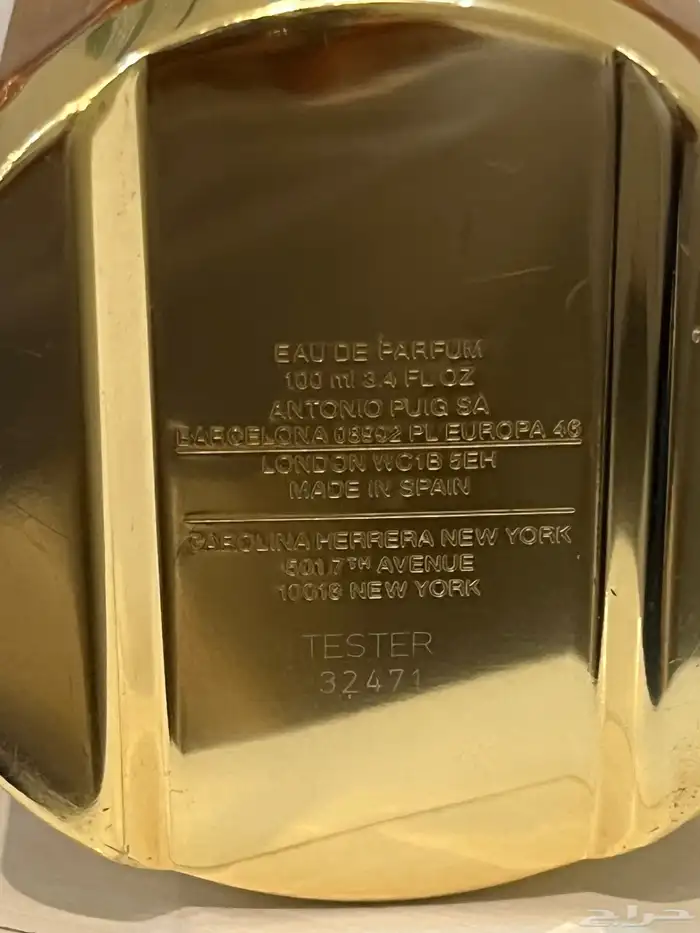 EAU DE PARFUM
100 ml 3.4 FL OZ
ANTONIO PUIG SA
BARCELONA 08902 PL EUROPA 46
LONDON WC1B 5EH
MADE IN SPAIN
CAROLINA HERRERA NEW YORK
501 7TH AVENUE
10018 NEW YORK
TESTER
32471
حراج